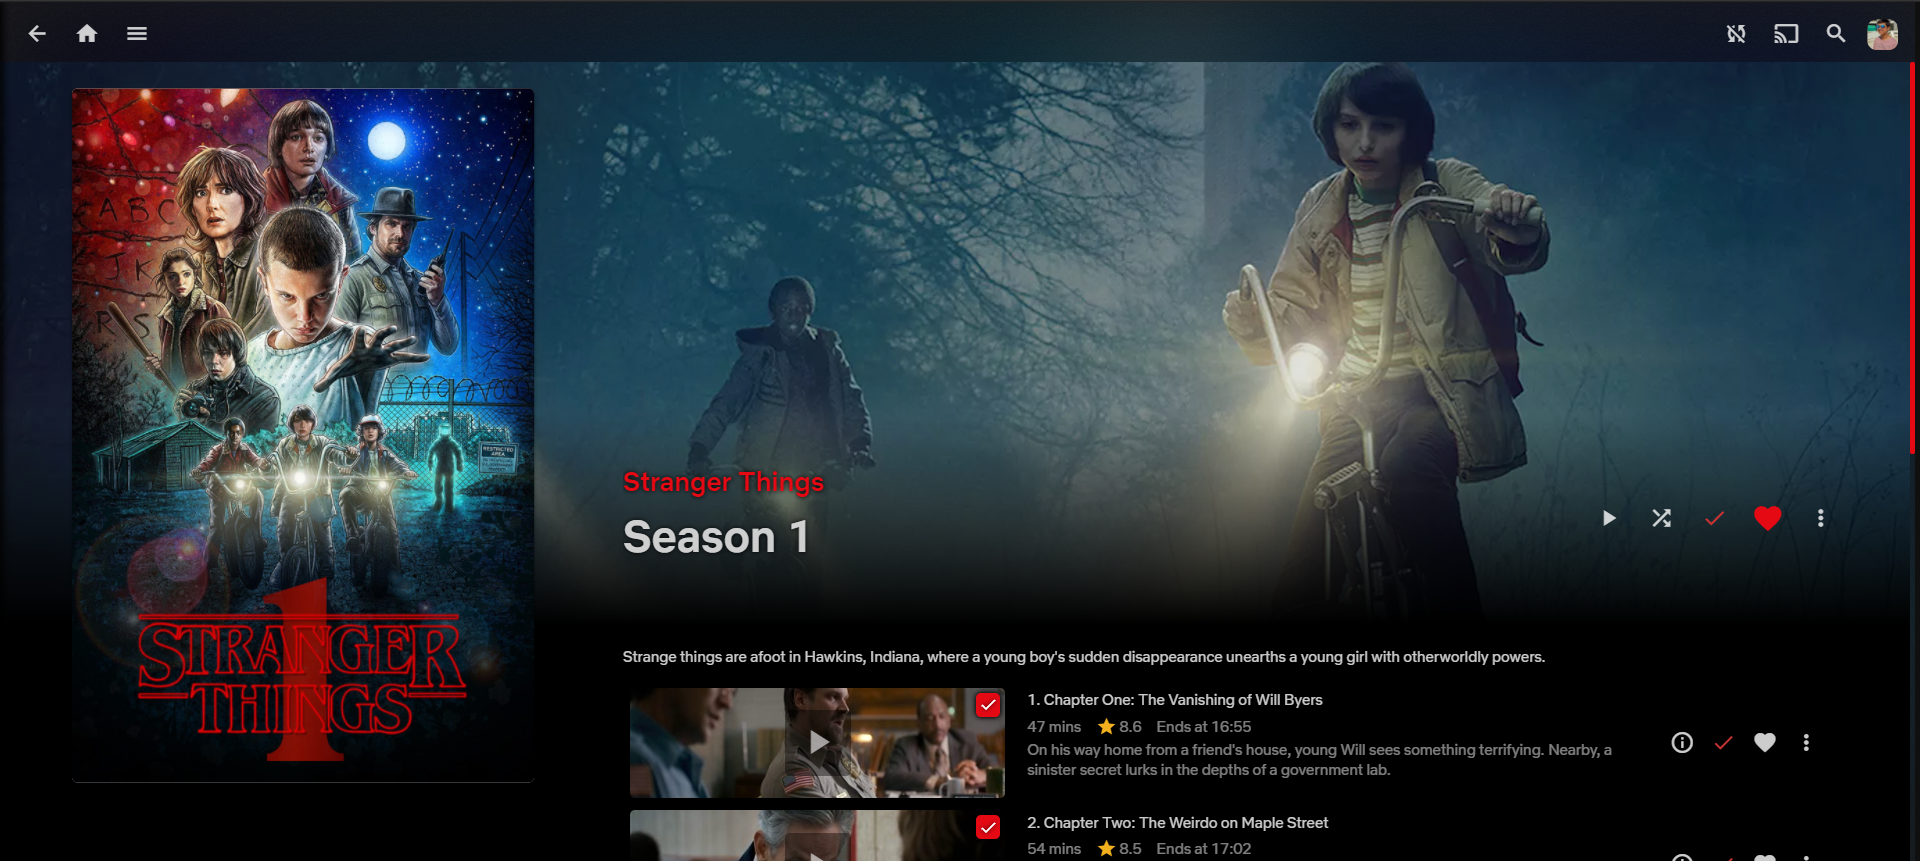 A B C
J K
R S
RESTRICTED
AREA
1
STRANGER
THINGS
Stranger Things
Season 1
Strange things are afoot in Hawkins, Indiana, where a young boy's sudden disappearance unearths a young girl with otherworldly powers.
1. Chapter One: The Vanishing of Will Byers
47 mins 8.6 Ends at 16:55
On his way home from a friend's house, young Will sees something terrifying. Nearby, a
sinister secret lurks in the depths of a government lab.
2. Chapter Two: The Weirdo on Maple Street
54 mins 8.5 Ends at 17:02